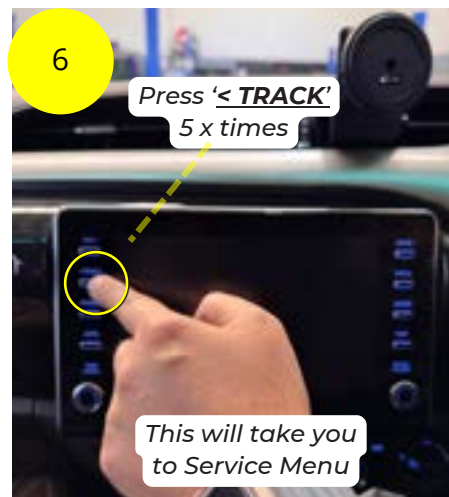 6
Press ‘< TRACK’
5 x times
This will take you
to Service Menu